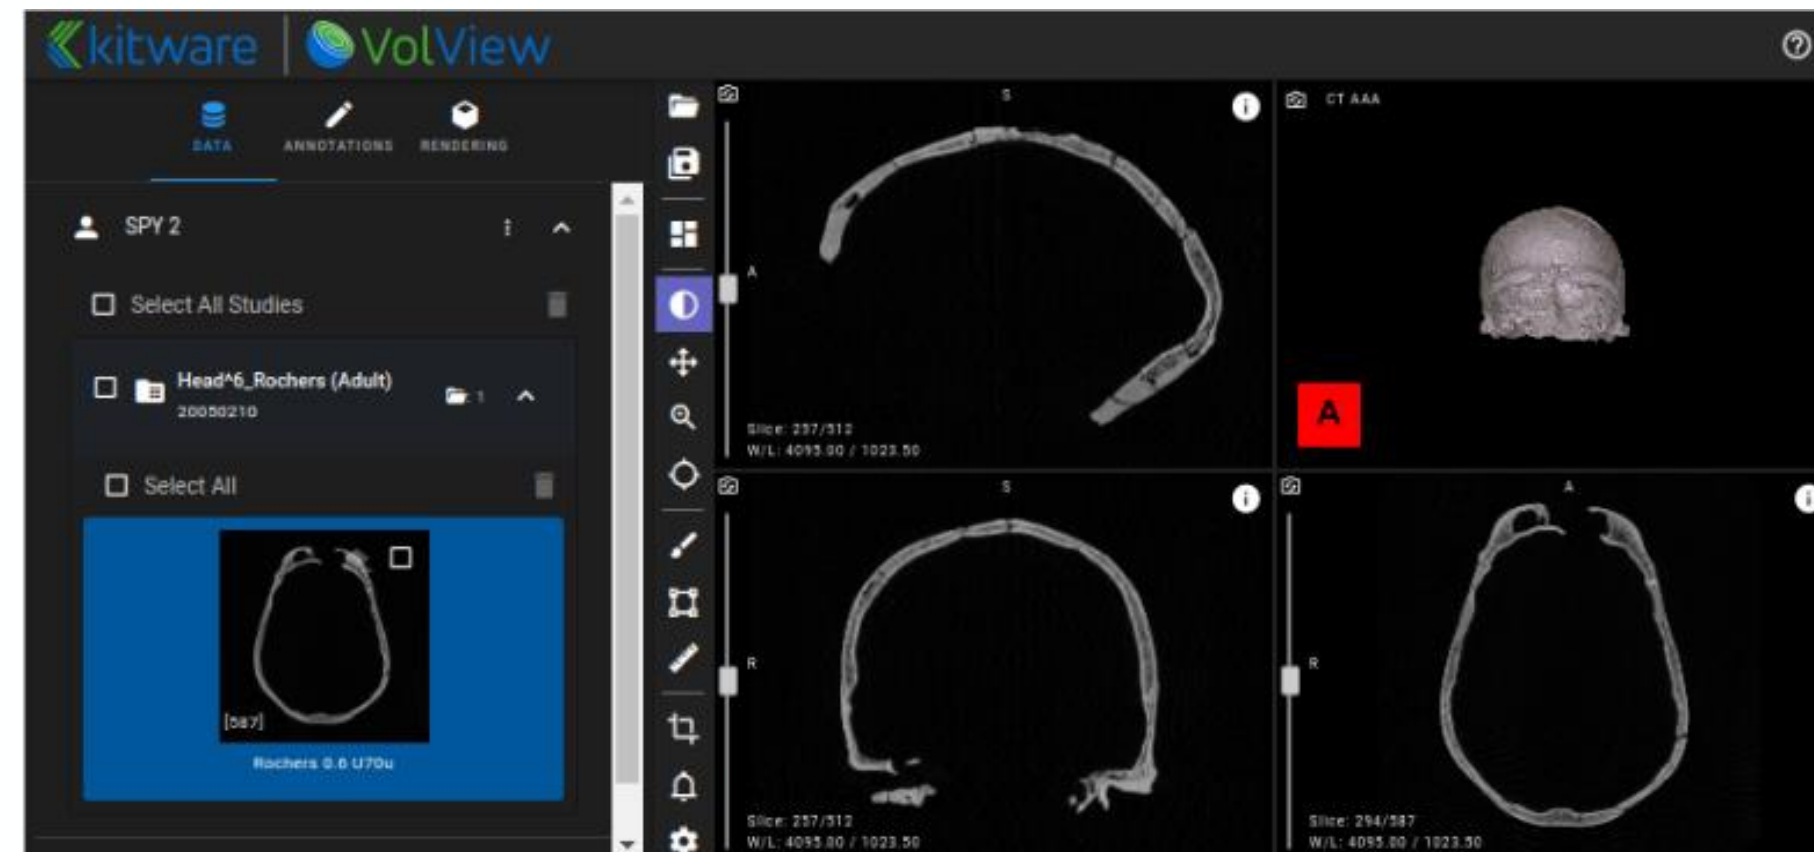 kitware | VolView
DATA
ANNOTATIONS
RENDERING
SPY 2
Select All Studies
Head^6_Rochers (Adult)
20050210
1
Select All
[587]
Rochers 0.6 U70u
S
A
Slice: 257/512
W/L: 4095.00 / 1023.50
CT AAA
A
S
R
Slice: 257/512
W/L: 4095.00 / 1023.50
A
R
Slice: 294/587
W/L: 4095.00 / 1023.50